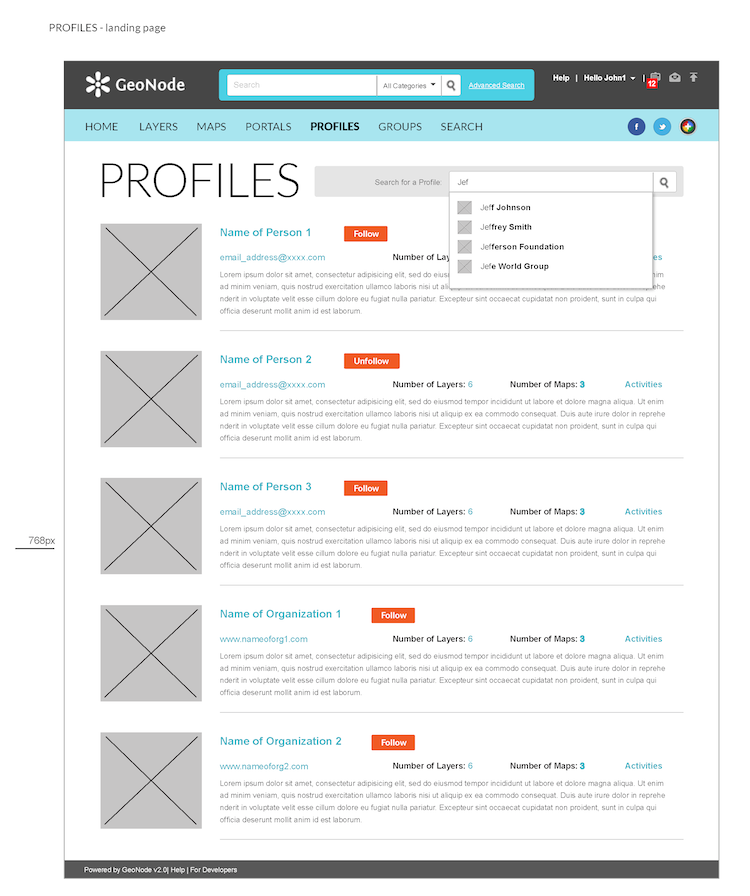 PROFILES - landing page
GeoNode
Search
All Categories
Advanced Search
Help | Hello John1 |
12
HOME LAYERS MAPS PORTALS PROFILES GROUPS SEARCH
PROFILES
Search for a Profile:
Jef
Jeff Johnson
Jeffrey Smith
Jefferson Foundation
Jefe World Group
Name of Person 1
Follow
email_address@xxxx.com Number of Lay es
Lorem ipsum dolor sit amet, consectetur adipisicing elit, sed do eius
ad minim veniam, quis nostrud exercitation ullamco laboris nisi ut ali
nderit in voluptate velit esse eu fugiat nulla pariatur. Excepteur sint occaecat cupidatat non proident, sunt in culpa qui
officia deserunt mollit anim id est laborum.
Name of Person 2
Unfollow
email_address@xxxx.com Number of Layers: 6 Number of Maps: 3 Activities
Lorem ipsum dolor sit amet, consectetur adipisicing elit, sed do eiusmod tempor incididunt ut labore et dolore magna aliqua. Ut enim
ad minim veniam, quis nostrud exercitation ullamco laboris nisi ut aliquip ex ea commodo consequat. Duis aute irure dolor in reprehe
nderit in voluptate velit esse eu fugiat nulla pariatur. Excepteur sint occaecat cupidatat non proident, sunt in culpa qui
officia deserunt mollit anim id est laborum.
Name of Person 3
Follow
email_address@xxxx.com Number of Layers: 6 Number of Maps: 3 Activities
Lorem ipsum dolor sit amet, consectetur adipisicing elit, sed do eiusmod tempor incididunt ut labore et dolore magna aliqua. Ut enim
ad minim veniam, quis nostrud exercitation ullamco laboris nisi ut aliquip ex ea commodo consequat. Duis aute irure dolor in reprehe
nderit in voluptate velit esse eu fugiat nulla pariatur. Excepteur sint occaecat cupidatat non proident, sunt in culpa qui
officia deserunt mollit anim id est laborum.
768px
Name of Organization 1
Follow
www.nameoforg1.com Number of Layers: 6 Number of Maps: 3 Activities
Lorem ipsum dolor sit amet, consectetur adipisicing elit, sed do eiusmod tempor incididunt ut labore et dolore magna aliqua. Ut enim
ad minim veniam, quis nostrud exercitation ullamco laboris nisi ut aliquip ex ea commodo consequat. Duis aute irure dolor in reprehe
nderit in voluptate velit esse eu fugiat nulla pariatur. Excepteur sint occaecat cupidatat non proident, sunt in culpa qui
officia deserunt mollit anim id est laborum.
Name of Organization 2
Follow
www.nameoforg2.com Number of Layers: 6 Number of Maps: 3 Activities
Lorem ipsum dolor sit amet, consectetur adipisicing elit, sed do eiusmod tempor incididunt ut labore et dolore magna aliqua. Ut enim
ad minim veniam, quis nostrud exercitation ullamco laboris nisi ut aliquip ex ea commodo consequat. Duis aute irure dolor in reprehe
nderit in voluptate velit esse eu fugiat nulla pariatur. Excepteur sint occaecat cupidatat non proident, sunt in culpa qui
officia deserunt mollit anim id est laborum.
Powered by GeoNode v2.0| Help | For Developers